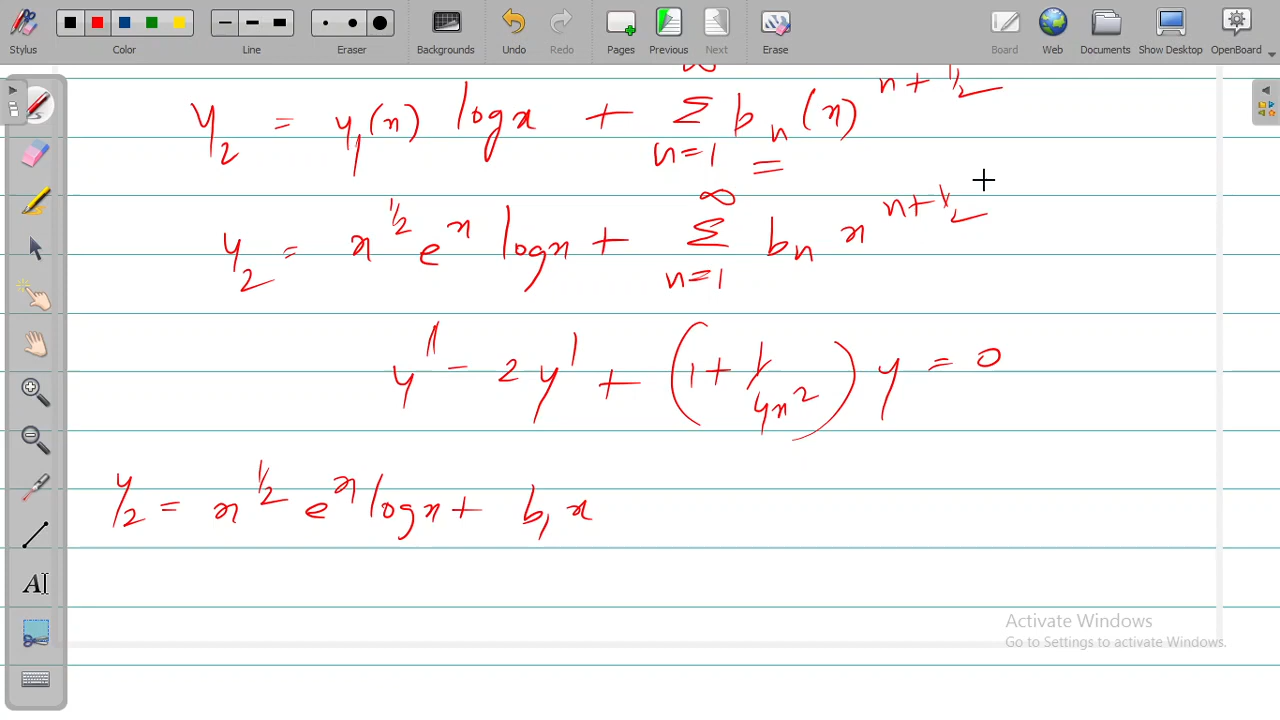 Stylus Color Line Eraser Backgrounds Undo Redo Pages Previous Next Erase Board Web Documents Show Desktop OpenBoard
y₂ = y₁(x) log x + ∑ₙ₌₁^∞ bₙ (x)^(n+1/2)
y₂ = x^(1/2) e^x log x + ∑ₙ₌₁^∞ bₙ x^(n+1/2)
y'' - 2y' + (1 + 1/4x²) y = 0
y₂ = x^(1/2) e^x log x + b₁ x
Activate Windows
Go to Settings to activate Windows.